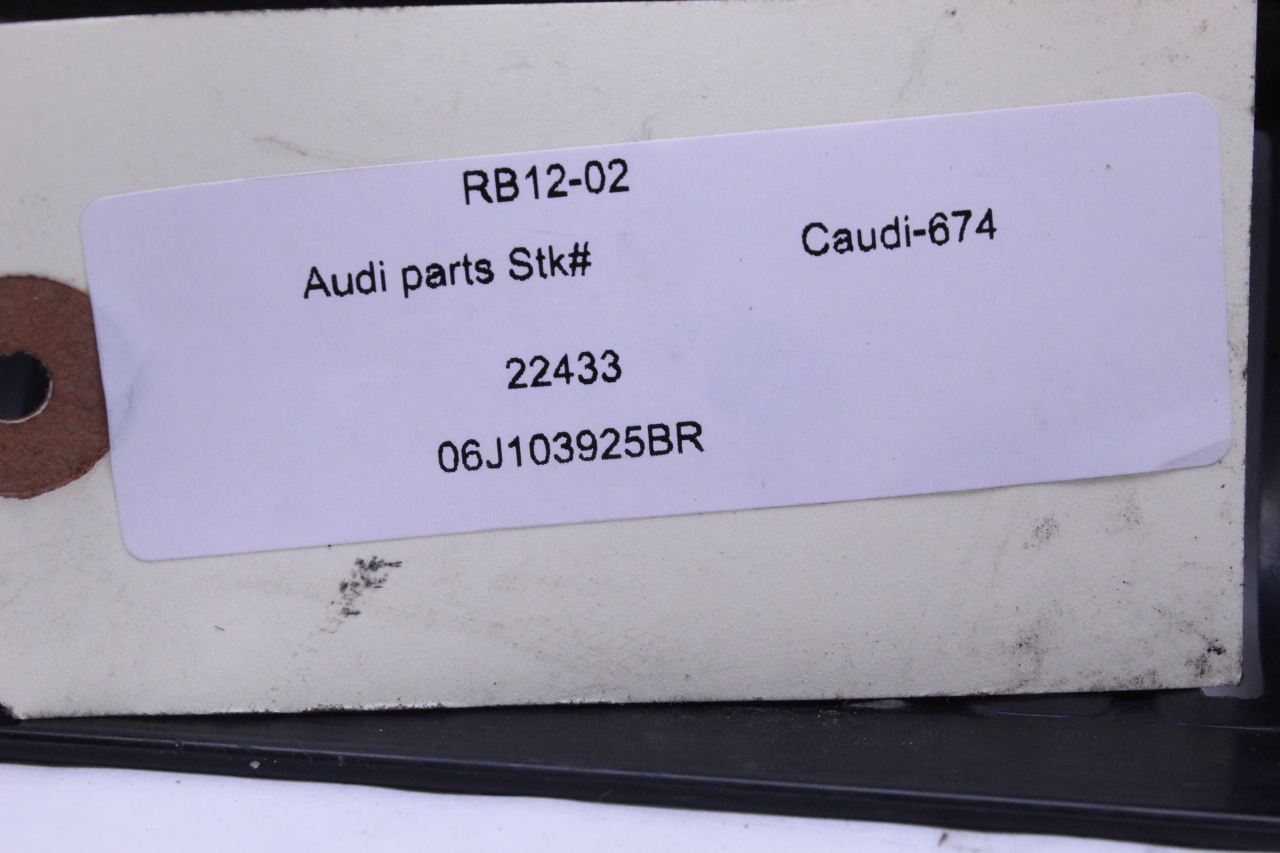 RB12-02
Audi parts Stk# Caudi-674
22433
06J103925BR